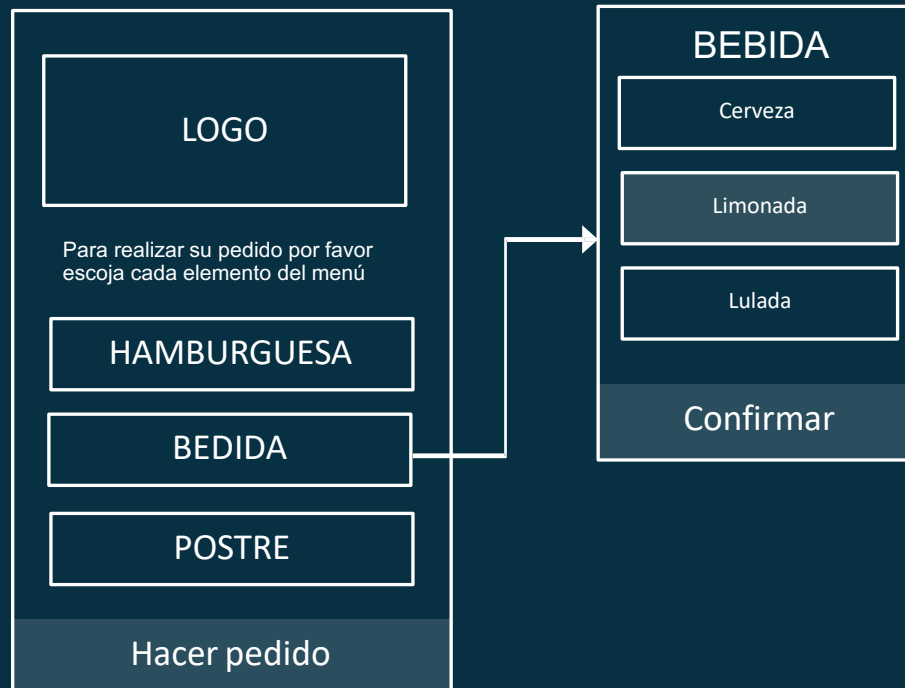 LOGO
Para realizar su pedido por favor
escoja cada elemento del menú
HAMBURGUESA
BEDIDA
POSTRE
Hacer pedido
BEBIDA
Cerveza
Limonada
Lulada
Confirmar